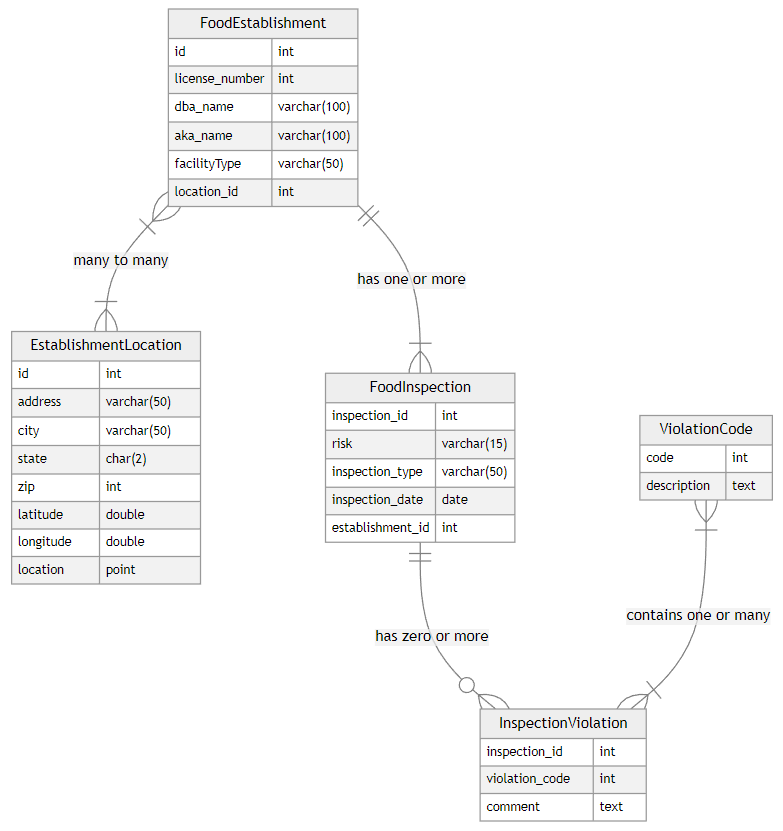 FoodEstablishment
id int
license_number int
dba_name varchar(100)
aka_name varchar(100)
facilityType varchar(50)
location_id int
many to many
has one or more
EstablishmentLocation
id int
address varchar(50)
city varchar(50)
state char(2)
zip int
latitude double
longitude double
location point
FoodInspection
inspection_id int
risk varchar(15)
inspection_type varchar(50)
inspection_date date
establishment_id int
ViolationCode
code int
description text
has zero or more
contains one or many
InspectionViolation
inspection_id int
violation_code int
comment text